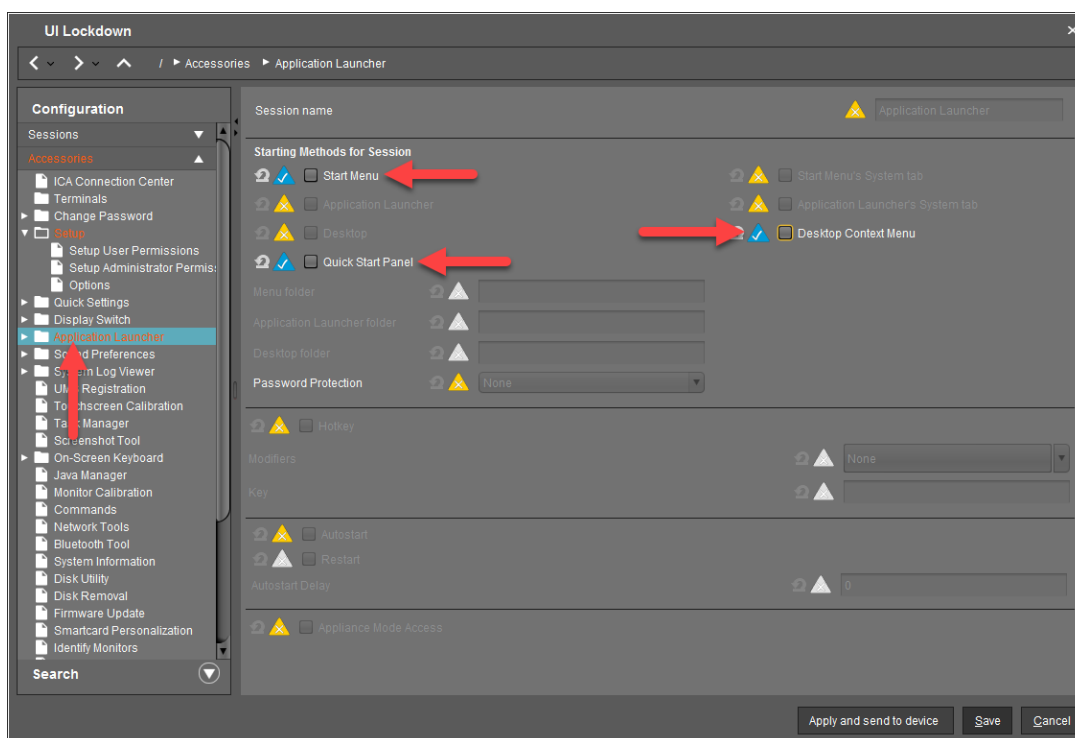 UI Lockdown
/ Accessories Application Launcher
Configuration
Sessions
Accessories
ICA Connection Center
Terminals
Change Password
Setup
Setup User Permissions
Setup Administrator Permis
Options
Quick Settings
Display Switch
Application Launcher
Sound Preferences
System Log Viewer
UMS Registration
Touchscreen Calibration
Task Manager
Screenshot Tool
On-Screen Keyboard
Java Manager
Monitor Calibration
Commands
Network Tools
Bluetooth Tool
System Information
Disk Utility
Disk Removal
Firmware Update
Smartcard Personalization
Identify Monitors
Search
Session name
Application Launcher
Starting Methods for Session
Start Menu
Start Menu's System tab
Application Launcher
Application Launcher's System tab
Desktop
Desktop Context Menu
Quick Start Panel
Menu folder
Application Launcher folder
Desktop folder
Password Protection None
Hotkey
Modifiers None
Key
Autostart
Restart
Autostart Delay 0
Appliance Mode Access
Apply and send to device Save Cancel